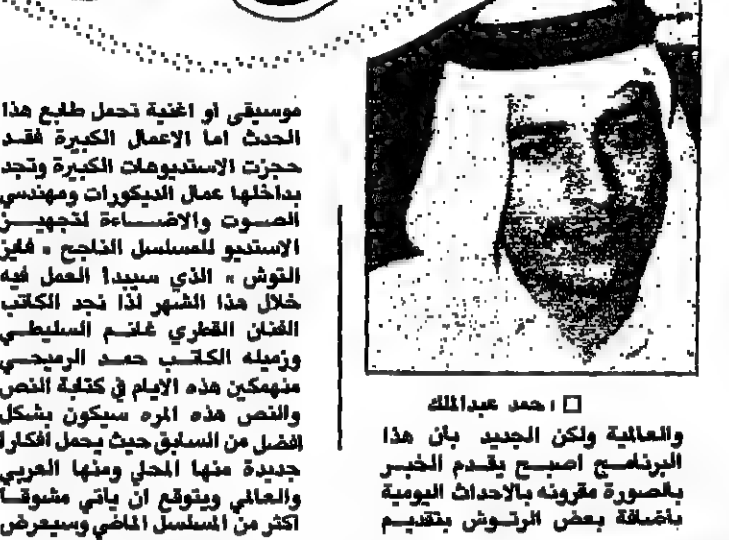 □ احمد عبدالملك
والعالمية ولكن الجديد بأن هذا
البرنامج اصبح يقدم الخبر
بالصورة مقرونه بالاحداث اليومية
بأضافة بعض الرتوش بتقديم
موسيقى او اغنية تحمل طابع هذا
الحدث اما الاعمال الكبيرة فقد
حجزت الاستديوهات الكبيرة وتجد
بداخلها عمال الديكورات ومهندسي
الصوت والاضاءة لتجهيز
الاستديو للمسلسل الناجح « فايز
التوش » الذي سيبدأ العمل فيه
خلال هذا الشهر لذا نجد الكاتب
الفنان القطري غانم السليطي
وزميله الكاتب حمد الرميحي
منهمكين هذه الايام في كتابة النص
والنص هذه المره سيكون بشكل
افضل من السابق حيث يحمل افكارا
جديدة منها المحلي ومنها العربي
والعالمي ويتوقع ان ياتي مشوقا
اكثر من المسلسل الماضي وسيعرض